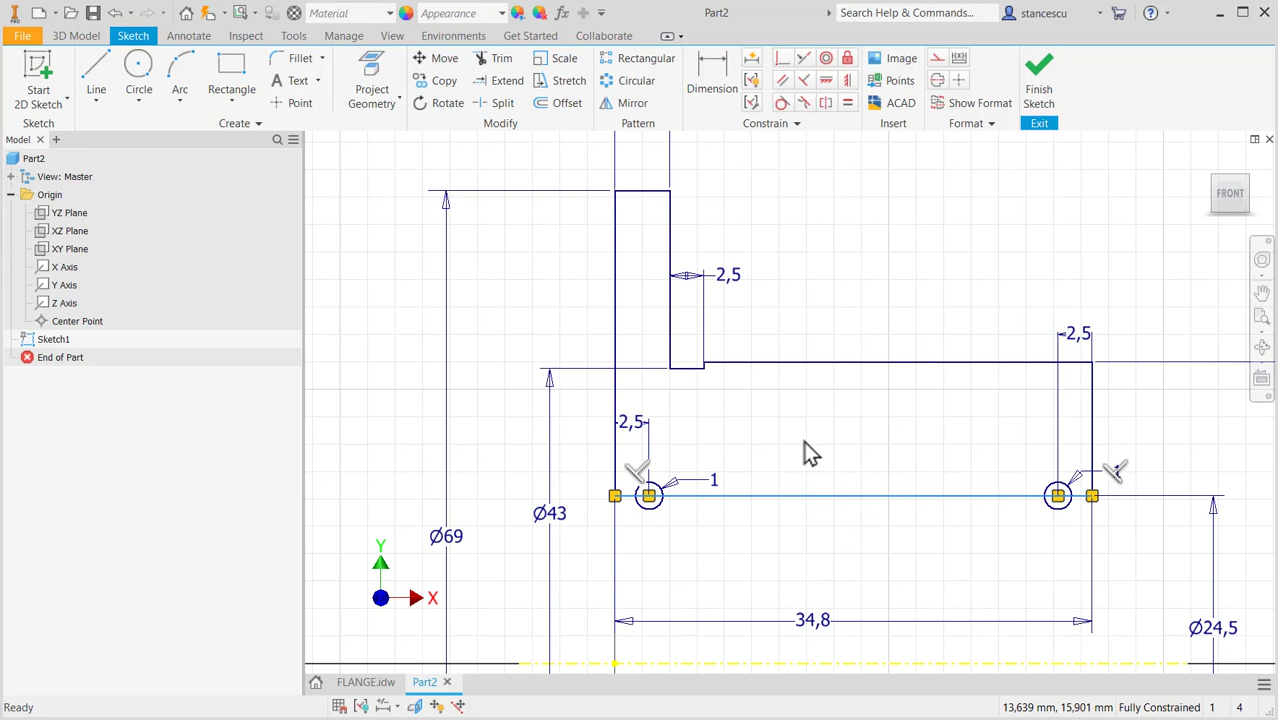 Material
Appearance
Part2
Search Help & Commands...
stancescu
File
3D Model
Sketch
Annotate
Inspect
Tools
Manage
View
Environments
Get Started
Collaborate
Start
2D Sketch
Line
Circle
Arc
Rectangle
Fillet
Text
Point
Project
Geometry
Move
Copy
Rotate
Trim
Extend
Split
Scale
Stretch
Offset
Rectangular
Circular
Mirror
Dimension
Image
Points
ACAD
Show Format
Finish
Sketch
Sketch
Create
Modify
Pattern
Constrain
Insert
Format
Exit
Model
Part2
View: Master
Origin
YZ Plane
XZ Plane
XY Plane
X Axis
Y Axis
Z Axis
Center Point
Sketch1
End of Part
FRONT
2,5
2,5
2,5
1
Ø43
Ø69
34,8
Ø24,5
Y
X
FLANGE.idw
Part2
Ready
13,639 mm, 15,901 mm
Fully Constrained
1
4